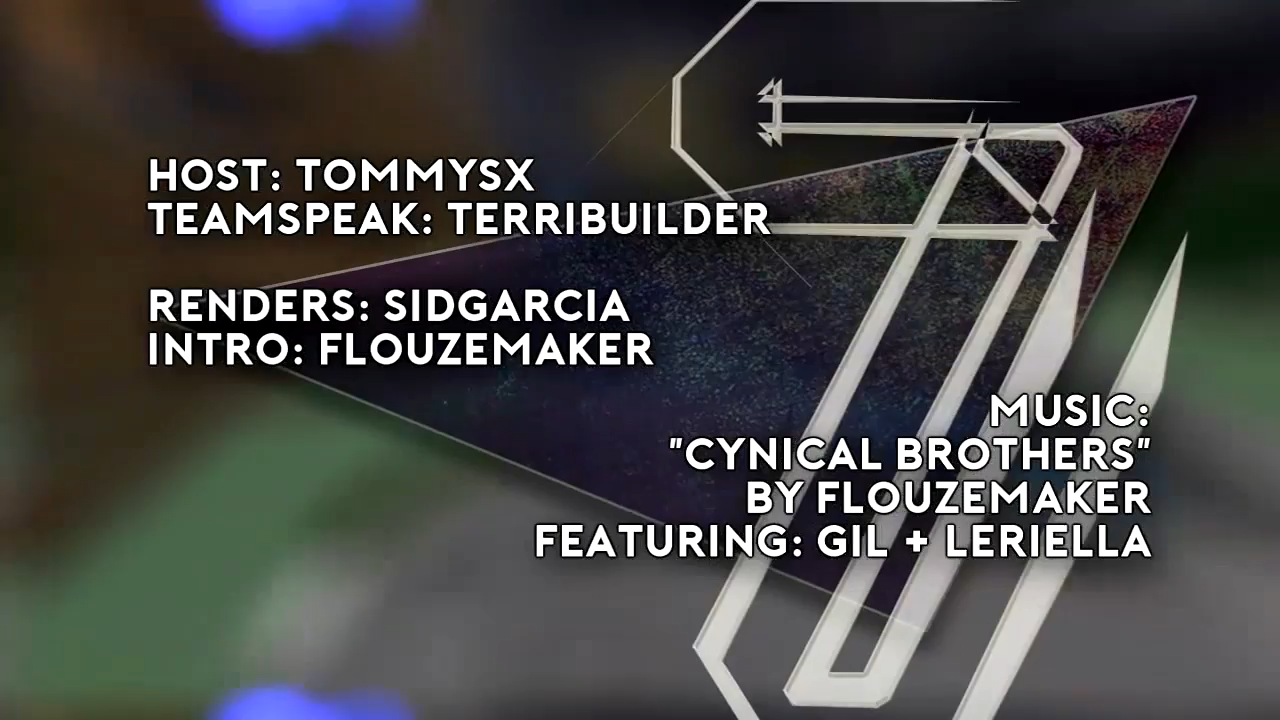 HOST: TOMMYSX
TEAMSPEAK: TERRIBUILDER
RENDERS: SIDGARCIA
INTRO: FLOUZEMAKER
MUSIC:
"CYNICAL BROTHERS"
BY FLOUZEMAKER
FEATURING: GIL + LERIELLA